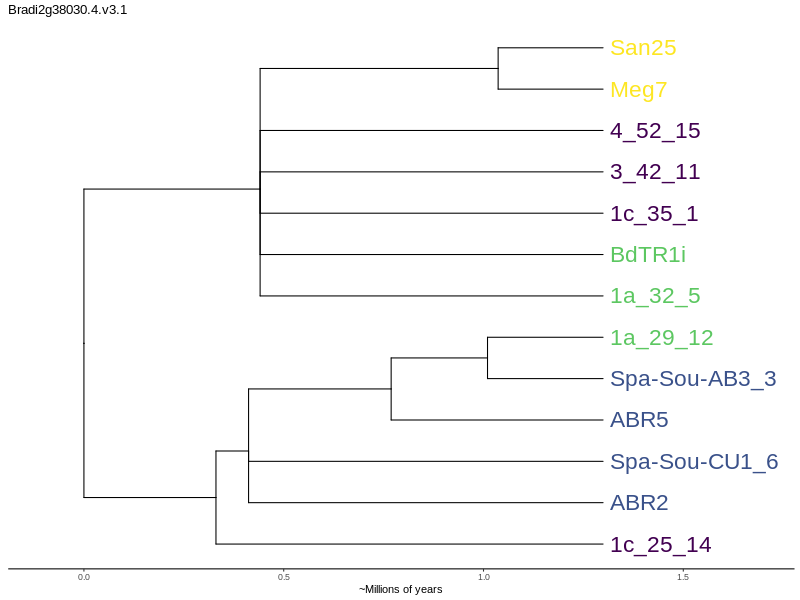 Bradi2g38030.4.v3.1
San25
Meg7
4_52_15
3_42_11
1c_35_1
BdTR1i
1a_32_5
1a_29_12
Spa-Sou-AB3_3
ABR5
Spa-Sou-CU1_6
ABR2
1c_25_14
0.0 0.5 1.0 1.5
~Millions of years